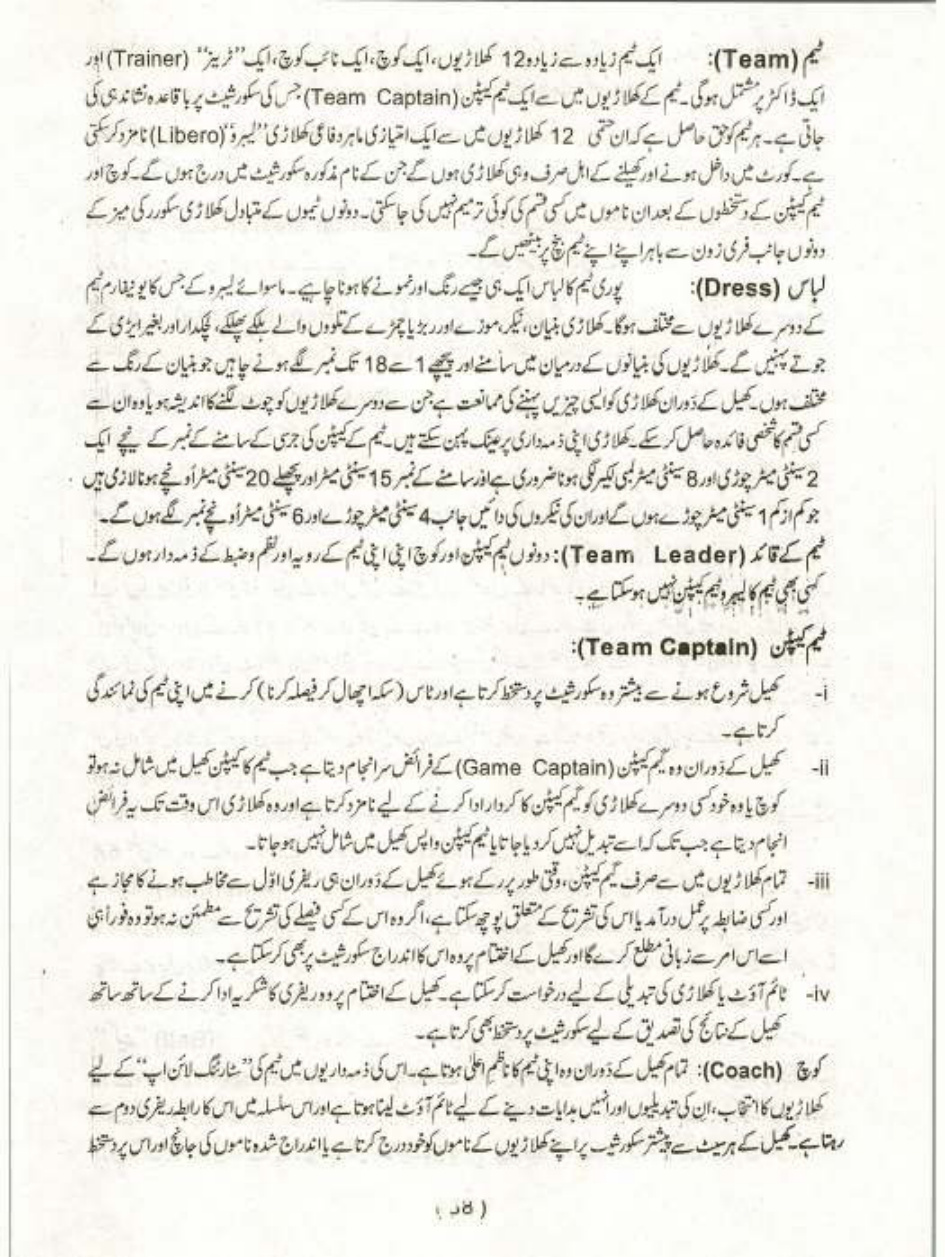 ٹیم (Team): ایک ٹیم زیادہ سے زیادہ 12 کھلاڑیوں، ایک کوچ، ایک نائب کوچ، ایک ”ٹرینز“ (Trainer) اور
ایک ڈاکٹر پر مشتمل ہوگی۔ ٹیم کے کھلاڑیوں میں سے ایک ٹیم کیپٹن (Team Captain) جس کی سکورشیٹ پر باقاعدہ نشاندہی کی
جاتی ہے۔ ہر ٹیم کو حق حاصل ہے کہ ان حتمی 12 کھلاڑیوں میں سے ایک امتیازی ماہر دفاعی کھلاڑی ”لیبرو“ (Libero) نامزد کر سکتی
ہے۔ کورٹ میں داخل ہونے اور کھیلنے کے اہل صرف وہی کھلاڑی ہوں گے جن کے نام مذکورہ سکورشیٹ میں درج ہوں گے۔ کوچ اور
ٹیم کیپٹن کے دستخطوں کے بعد ان ناموں میں کسی قسم کی کوئی ترمیم نہیں کی جاسکتی۔ دونوں ٹیموں کے متبادل کھلاڑی سکورر کی میز کے
دونوں جانب فری زون سے باہر اپنے اپنے ٹیم بنچ پر بیٹھیں گے۔
لباس (Dress): پوری ٹیم کا لباس ایک ہی جیسے رنگ اور نمونے کا ہونا چاہیے۔ ماسوائے لیبرو کے جس کا یونیفارم ٹیم
کے دوسرے کھلاڑیوں سے مختلف ہوگا۔ کھلاڑی بنیان، نیکر، موزے اور ربڑ یا چمڑے کے تلووں والے ہلکے پھلکے، لچکدار اور بغیر ایڑی کے
جوتے پہنیں گے۔ کھلاڑیوں کی بنیانوں کے درمیان میں سامنے اور پیچھے 1 سے 18 تک نمبر لگے ہونے چاہیں جو بنیان کے رنگ سے
مختلف ہوں۔ کھیل کے دوران کھلاڑی کو ایسی چیزیں پہننے کی ممانعت ہے جن سے دوسرے کھلاڑیوں کو چوٹ لگنے کا اندیشہ ہو یا وہ ان سے
کسی قسم کا شخصی فائدہ حاصل کر سکے۔ کھلاڑی اپنی ذمہ داری پر عینک پہن سکتے ہیں۔ ٹیم کے کیپٹن کی جرسی کے سامنے کے نمبر کے نیچے ایک
2 سینٹی میٹر چوڑی اور 8 سینٹی میٹر لمبی لکیر لگی ہونا ضروری ہے اور سامنے کے نمبر 15 سینٹی میٹر اور پچھلے 20 سینٹی میٹر اُونچے ہونا لازمی ہیں
جو کم از کم 1 سینٹی میٹر چوڑے ہوں گے اور ان کی نیکروں کی دائیں جانب 4 سینٹی میٹر چوڑے اور 6 سینٹی میٹر اُونچے نمبر لگے ہوں گے۔
ٹیم کے قائد (Team Leader): دونوں ٹیم کیپٹن اور کوچ اپنی اپنی ٹیم کے رویہ اور نظم وضبط کے ذمہ دار ہوں گے۔
کسی بھی ٹیم کا لیبرو ٹیم کیپٹن نہیں ہوسکتا ہے۔
ٹیم کیپٹن (Team Captain):
i- کھیل شروع ہونے سے پیشتر وہ سکورشیٹ پر دستخط کرتا ہے اور ٹاس (سکہ اچھال کر فیصلہ کرنا) کرنے میں اپنی ٹیم کی نمائندگی
کرتا ہے۔
ii- کھیل کے دوران وہ گیم کیپٹن (Game Captain) کے فرائض سرانجام دیتا ہے جب ٹیم کا کیپٹن کھیل میں شامل نہ ہو تو
کوچ یا وہ خود کسی دوسرے کھلاڑی کو گیم کیپٹن کا کردار ادا کرنے کے لیے نامزد کرتا ہے اور وہ کھلاڑی اس وقت تک یہ فرائض
انجام دیتا ہے جب تک کہ اسے تبدیل نہیں کر دیا جاتا یا ٹیم کیپٹن واپس کھیل میں شامل نہیں ہو جاتا۔
iii- تمام کھلاڑیوں میں سے صرف گیم کیپٹن، وقتی طور پر رکے ہوئے کھیل کے دوران ہی ریفری اوّل سے مخاطب ہونے کا مجاز ہے
اور کسی ضابطہ پر عمل درآمد یا اس کی تشریح کے متعلق پوچھ سکتا ہے، اگر وہ اس کے کسی فیصلے کی تشریح سے مطمئن نہ ہو تو وہ فوراً ہی
اسے اس امر سے زبانی مطلع کرے گا اور کھیل کے اختتام پر وہ اس کا اندراج سکورشیٹ پر بھی کرسکتا ہے۔
iv- ٹائم آؤٹ یا کھلاڑی کی تبدیلی کے لیے درخواست کرسکتا ہے۔ کھیل کے اختتام پر وہ ریفری کا شکریہ ادا کرنے کے ساتھ ساتھ
کھیل کے نتائج کی تصدیق کے لیے سکورشیٹ پر دستخط بھی کرتا ہے۔
کوچ (Coach): تمام کھیل کے دوران وہ اپنی ٹیم کا ناظم اعلیٰ ہوتا ہے۔ اس کی ذمہ داریوں میں ٹیم کی ”سٹارٹنگ لائن اپ“ کے لیے
کھلاڑیوں کا انتخاب، ان کی تبدیلیوں اور انہیں ہدایات دینے کے لیے ٹائم آؤٹ لینا ہوتا ہے اور اس سلسلہ میں اس کا رابطہ ریفری دوم سے
رہتا ہے۔ کھیل کے ہر سیٹ سے پیشتر سکورشیٹ پر اپنے کھلاڑیوں کے ناموں کو خود درج کرتا ہے یا اندراج شدہ ناموں کی جانچ اور اس پر دستخط